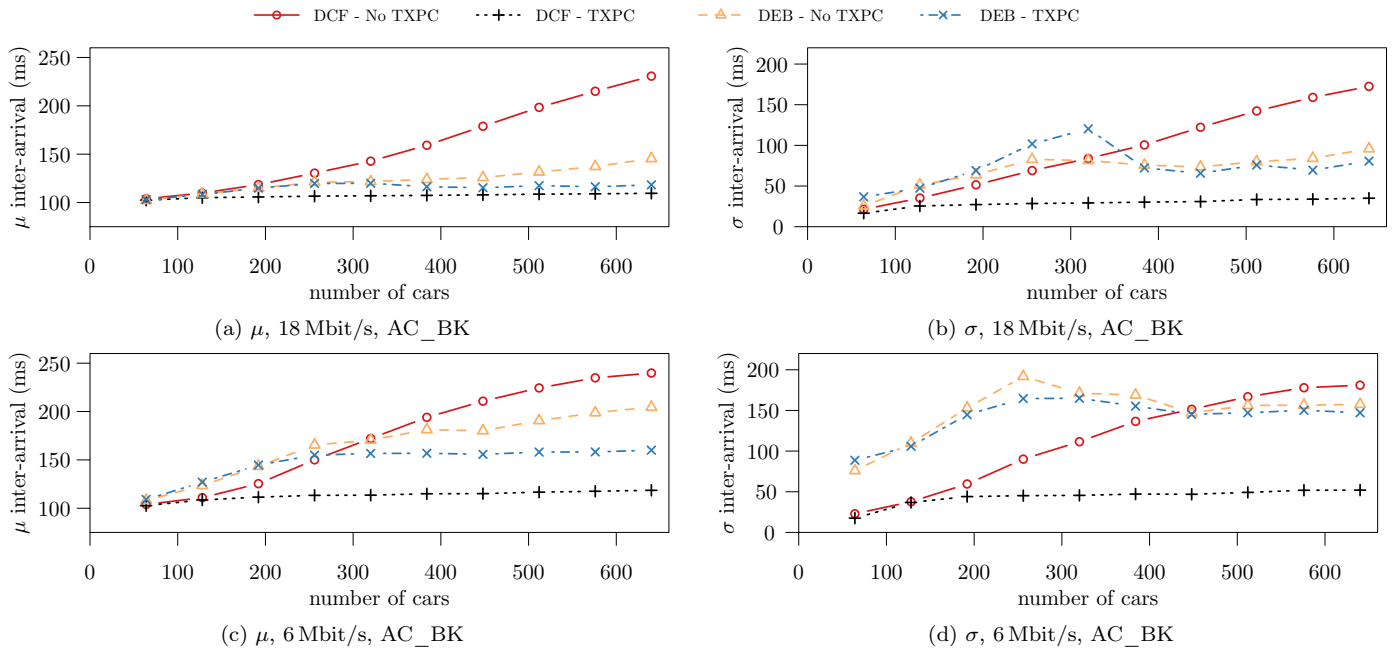 DCF - No TXPC DCF - TXPC DEB - No TXPC DEB - TXPC
μ inter-arrival (ms)
250
200
150
100
0 100 200 300 400 500 600
number of cars
(a) μ, 18 Mbit/s, AC_BK
σ inter-arrival (ms)
200
150
100
50
0
0 100 200 300 400 500 600
number of cars
(b) σ, 18 Mbit/s, AC_BK
μ inter-arrival (ms)
250
200
150
100
0 100 200 300 400 500 600
number of cars
(c) μ, 6 Mbit/s, AC_BK
σ inter-arrival (ms)
200
150
100
50
0
0 100 200 300 400 500 600
number of cars
(d) σ, 6 Mbit/s, AC_BK